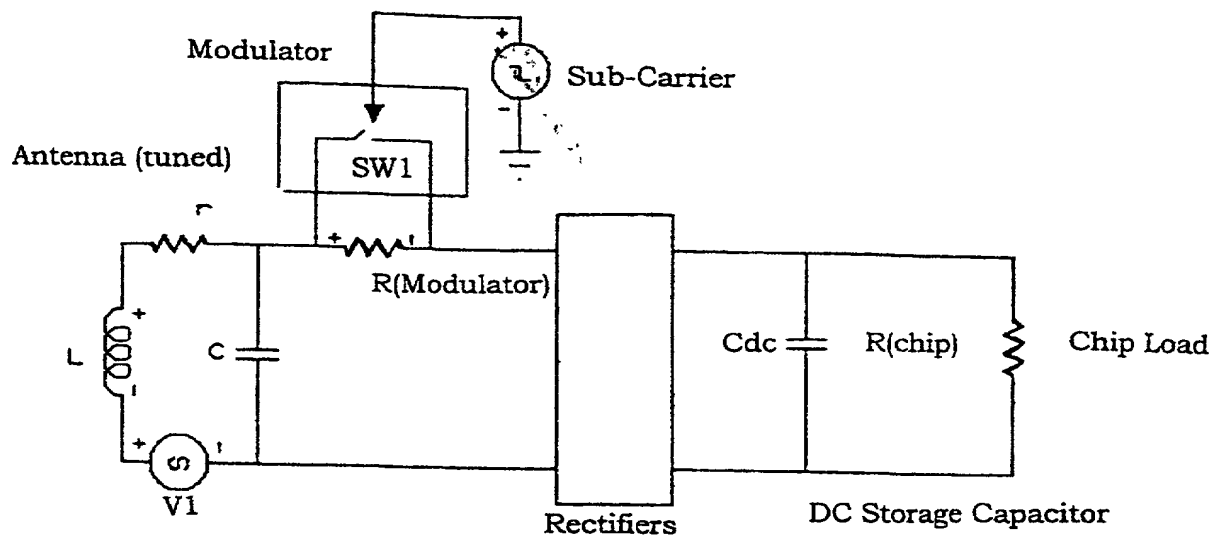 Modulator
Sub-Carrier
Antenna (tuned)
SW1
r
R(Modulator)
L
C
Cdc
R(chip)
Chip Load
V1
Rectifiers
DC Storage Capacitor